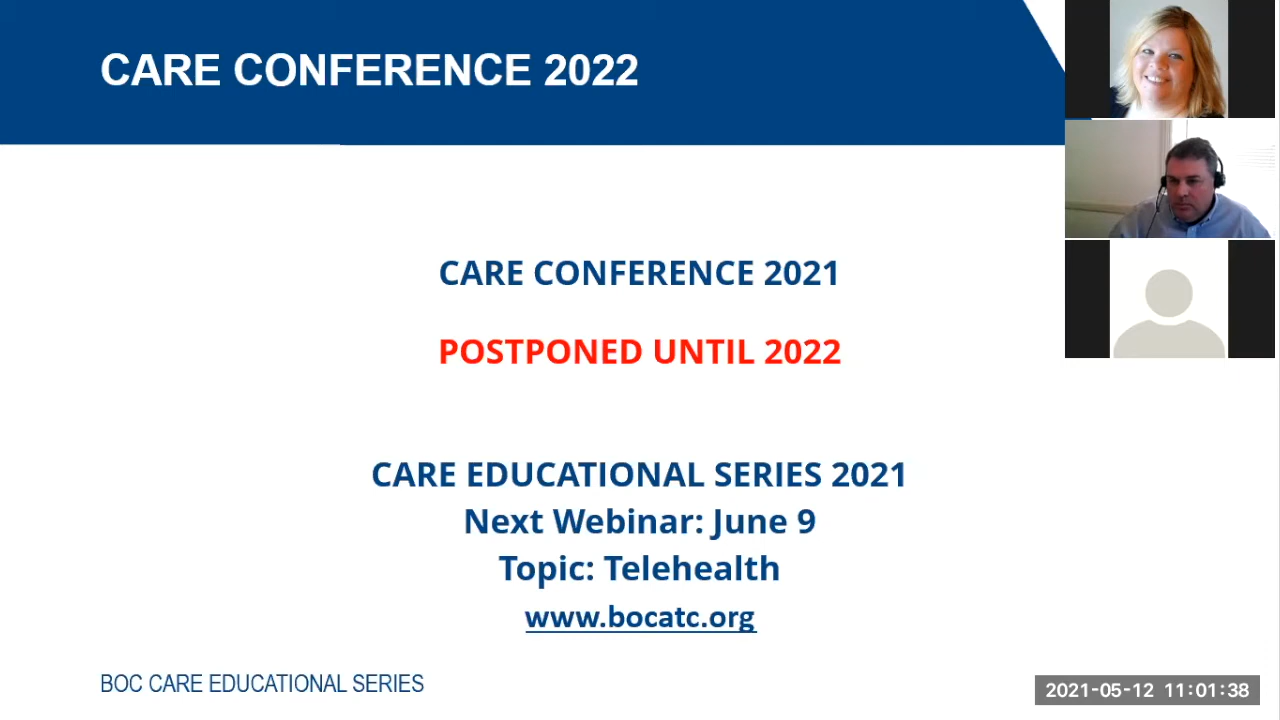 CARE CONFERENCE 2022
CARE CONFERENCE 2021
POSTPONED UNTIL 2022
CARE EDUCATIONAL SERIES 2021
Next Webinar: June 9
Topic: Telehealth
www.bocatc.org
BOC CARE EDUCATIONAL SERIES
2021-05-12 11:01:38